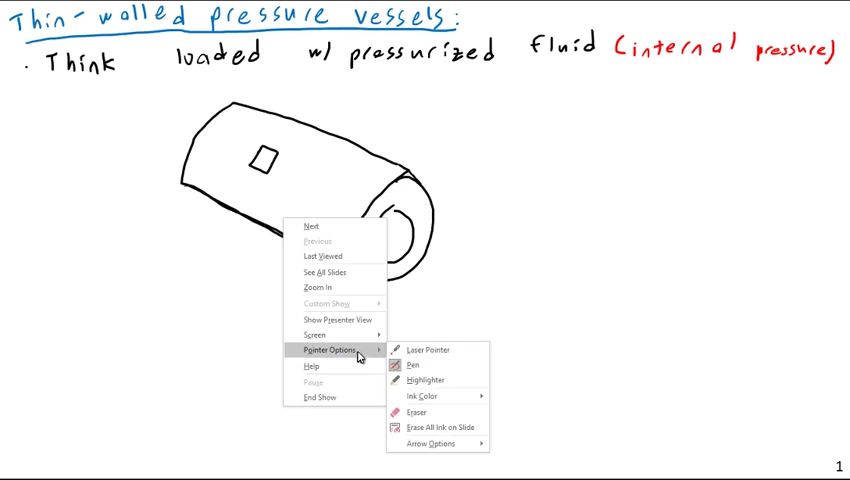 Thin-walled pressure vessels:
. Think loaded w/ pressurized fluid (internal pressure)
Next
Previous
Last Viewed
See All Slides
Zoom In
Custom Show
Show Presenter View
Screen
Pointer Options
Help
Pause
End Show
Laser Pointer
Pen
Highlighter
Ink Color
Eraser
Erase All Ink on Slide
Arrow Options
1